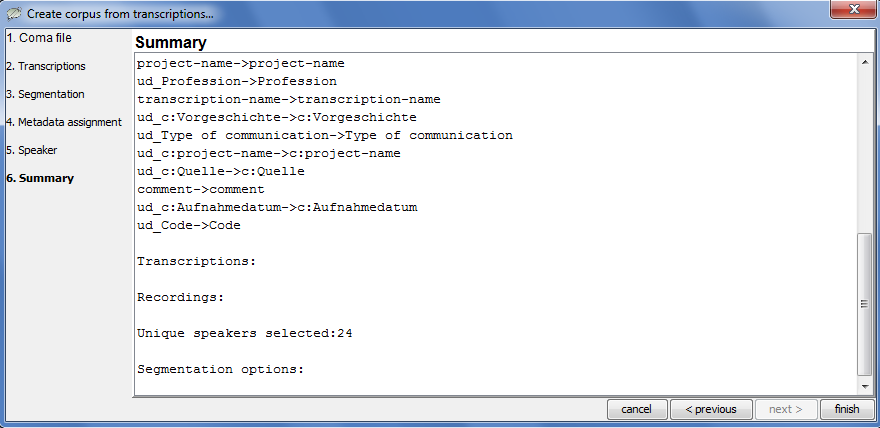 Create corpus from transcriptions...
1. Coma file
2. Transcriptions
3. Segmentation
4. Metadata assignment
5. Speaker
6. Summary
Summary
project-name->project-name
ud_Profession->Profession
transcription-name->transcription-name
ud_c:Vorgeschichte->c:Vorgeschichte
ud_Type of communication->Type of communication
ud_c:project-name->c:project-name
ud_c:Quelle->c:Quelle
comment->comment
ud_c:Aufnahmedatum->c:Aufnahmedatum
ud_Code->Code
Transcriptions:
Recordings:
Unique speakers selected:24
Segmentation options:
cancel < previous next > finish